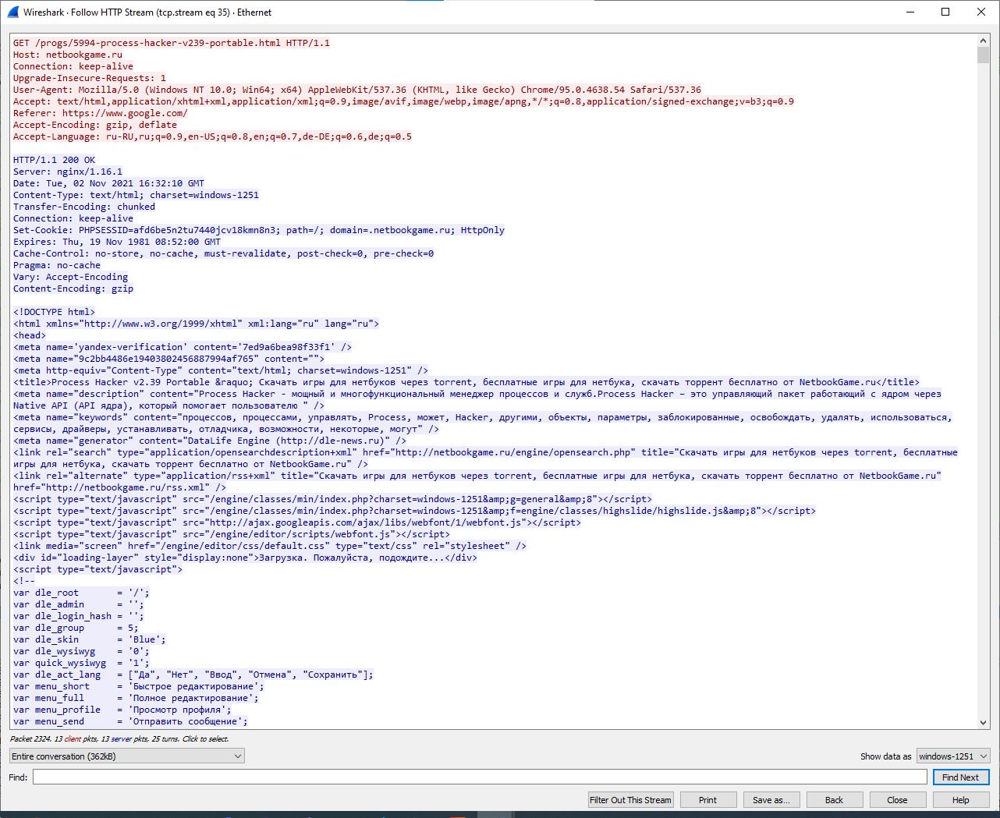 Wireshark · Follow HTTP Stream (tcp.stream eq 35) · Ethernet
GET /progs/5994-process-hacker-v239-portable.html HTTP/1.1
Host: netbookgame.ru
Connection: keep-alive
Upgrade-Insecure-Requests: 1
User-Agent: Mozilla/5.0 (Windows NT 10.0; Win64; x64) AppleWebKit/537.36 (KHTML, like Gecko) Chrome/95.0.4638.54 Safari/537.36
Accept: text/html,application/xhtml+xml,application/xml;q=0.9,image/avif,image/webp,image/apng,*/*;q=0.8,application/signed-exchange;v=b3;q=0.9
Referer: https://www.google.com/
Accept-Encoding: gzip, deflate
Accept-Language: ru-RU,ru;q=0.9,en-US;q=0.8,en;q=0.7,de-DE;q=0.6,de;q=0.5
HTTP/1.1 200 OK
Server: nginx/1.16.1
Date: Tue, 02 Nov 2021 16:32:10 GMT
Content-Type: text/html; charset=windows-1251
Transfer-Encoding: chunked
Connection: keep-alive
Set-Cookie: PHPSESSID=afd6be5n2tu7440jcv18kmn8n3; path=/; domain=.netbookgame.ru; HttpOnly
Expires: Thu, 19 Nov 1981 08:52:00 GMT
Cache-Control: no-store, no-cache, must-revalidate, post-check=0, pre-check=0
Pragma: no-cache
Vary: Accept-Encoding
Content-Encoding: gzip
<!DOCTYPE html>
<html xmlns="http://www.w3.org/1999/xhtml" xml:lang="ru" lang="ru">
<head>
<meta name='yandex-verification' content='7ed9a6bea98f33f1' />
<meta name="9c2bb4486e19403802456887994af765" content="">
<meta http-equiv="Content-Type" content="text/html; charset=windows-1251" />
<title>Process Hacker v2.39 Portable &raquo; Скачать игры для нетбуков через torrent, бесплатные игры для нетбука, скачать торрент бесплатно от NetbookGame.ru</title>
<meta name="description" content="Process Hacker - мощный и многофункциональный менеджер процессов и служб.Process Hacker – это управляющий пакет работающий с ядром через
Native API (API ядра), который помогает пользователю " />
<meta name="keywords" content="процессов, процессами, управлять, Process, может, Hacker, другими, объекты, параметры, заблокированные, освобождать, удалять, использоваться,
сервисы, драйверы, устанавливать, отладчика, возможности, некоторые, могут" />
<meta name="generator" content="DataLife Engine (http://dle-news.ru)" />
<link rel="search" type="application/opensearchdescription+xml" href="http://netbookgame.ru/engine/opensearch.php" title="Скачать игры для нетбуков через torrent, бесплатные
игры для нетбука, скачать торрент бесплатно от NetbookGame.ru" />
<link rel="alternate" type="application/rss+xml" title="Скачать игры для нетбуков через torrent, бесплатные игры для нетбука, скачать торрент бесплатно от NetbookGame.ru"
href="http://netbookgame.ru/rss.xml" />
<script type="text/javascript" src="/engine/classes/min/index.php?charset=windows-1251&amp;g=general&amp;8"></script>
<script type="text/javascript" src="/engine/classes/min/index.php?charset=windows-1251&amp;f=engine/classes/highslide/highslide.js&amp;8"></script>
<script type="text/javascript" src="http://ajax.googleapis.com/ajax/libs/webfont/1/webfont.js"></script>
<script type="text/javascript" src="/engine/editor/scripts/webfont.js"></script>
<link media="screen" href="/engine/editor/css/default.css" type="text/css" rel="stylesheet" />
<div id="loading-layer" style="display:none">Загрузка. Пожалуйста, подождите...</div>
<script type="text/javascript">
<!--
var dle_root       = '/';
var dle_admin      = '';
var dle_login_hash = '';
var dle_group      = 5;
var dle_skin       = 'Blue';
var dle_wysiwyg    = '0';
var quick_wysiwyg  = '1';
var dle_act_lang   = ["Да", "Нет", "Ввод", "Отмена", "Сохранить"];
var menu_short     = 'Быстрое редактирование';
var menu_full      = 'Полное редактирование';
var menu_profile   = 'Просмотр профиля';
var menu_send      = 'Отправить сообщение';
Packet 2324. 13 client pkts, 13 server pkts, 25 turns. Click to select.
Entire conversation (362kB)
Show data as windows-1251
Find:
Find Next
Filter Out This Stream
Print
Save as...
Back
Close
Help